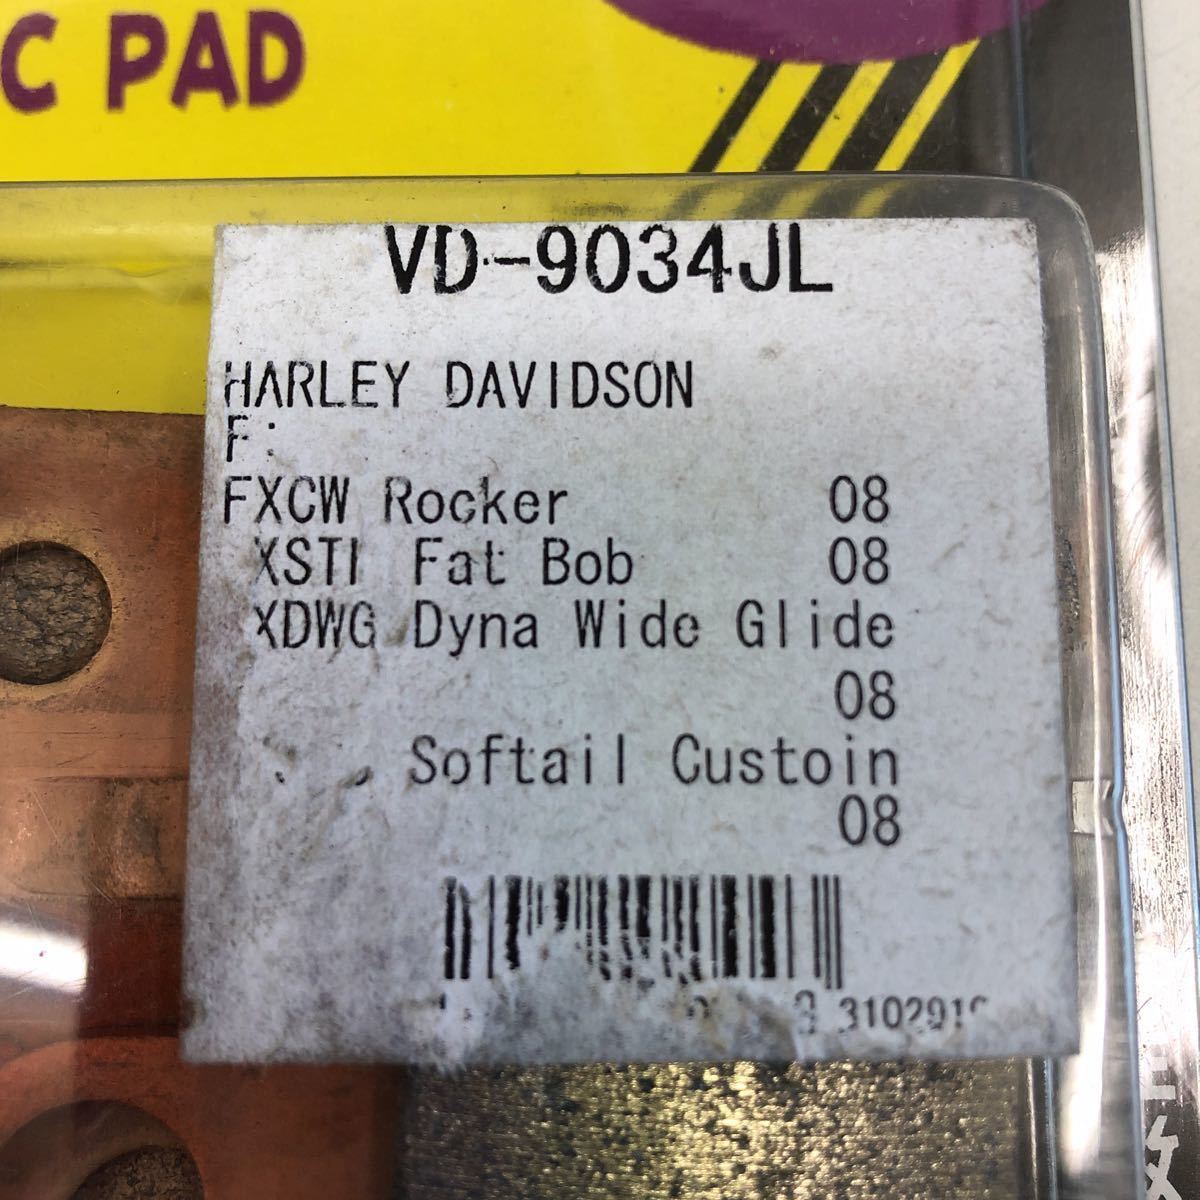 C PAD
VD-9034JL
HARLEY DAVIDSON
F:
FXCW Rocker 08
XSTI Fat Bob 08
XDWG Dyna Wide Glide
08
Softail Custoin
08